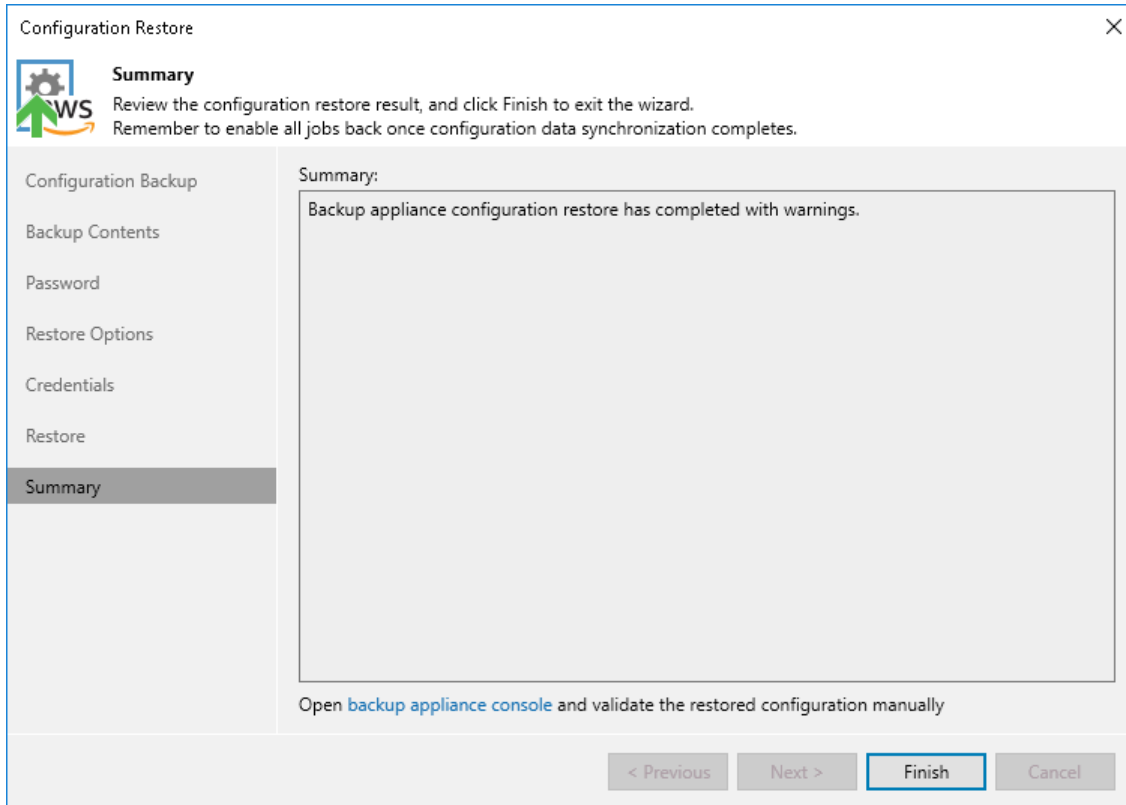 Configuration Restore
Summary
Review the configuration restore result, and click Finish to exit the wizard.
Remember to enable all jobs back once configuration data synchronization completes.
WS
Configuration Backup
Backup Contents
Password
Restore Options
Credentials
Restore
Summary
Summary:
Backup appliance configuration restore has completed with warnings.
Open backup appliance console and validate the restored configuration manually
< Previous
Next >
Finish
Cancel